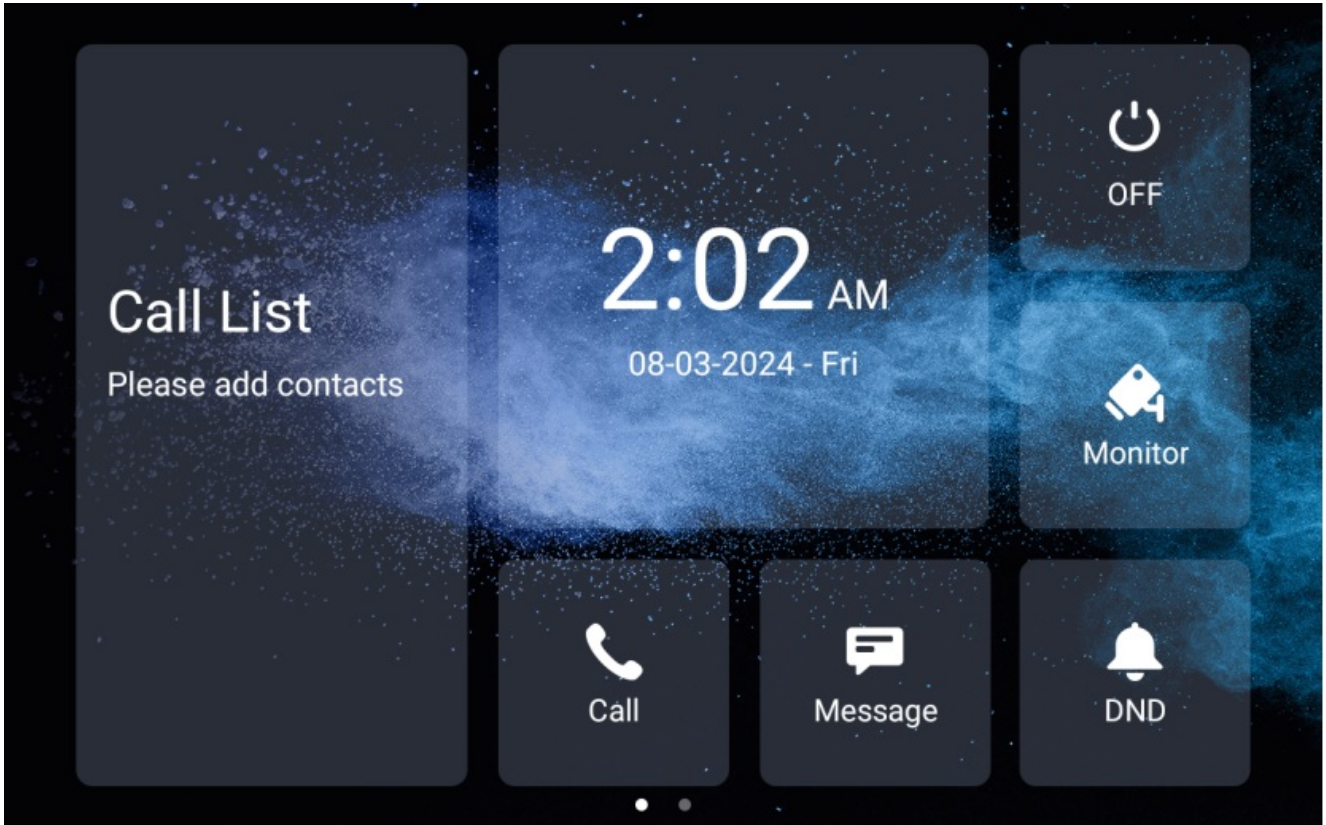 Call List
Please add contacts
2:02 AM
08-03-2024 - Fri
OFF
Monitor
Call
Message
DND